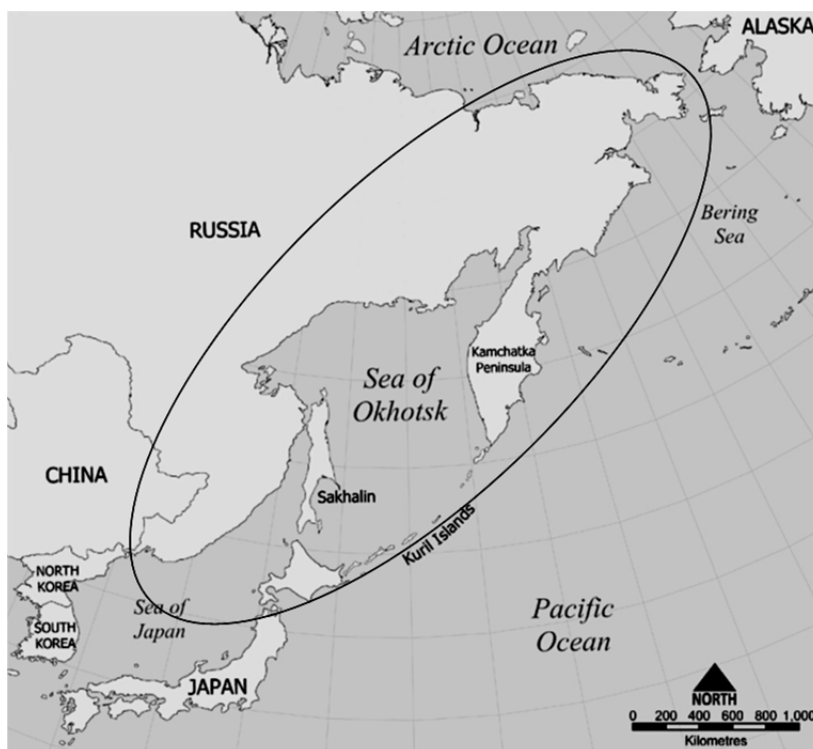 ALASKA
Arctic Ocean
RUSSIA
Bering
Sea
Kamchatka
Peninsula
Sea of
Okhotsk
CHINA
Sakhalin
Kuril Islands
NORTH
KOREA
Sea of
Japan
SOUTH
KOREA
Pacific
Ocean
JAPAN
NORTH
0 200 400 600 800 1,000
Kilometres